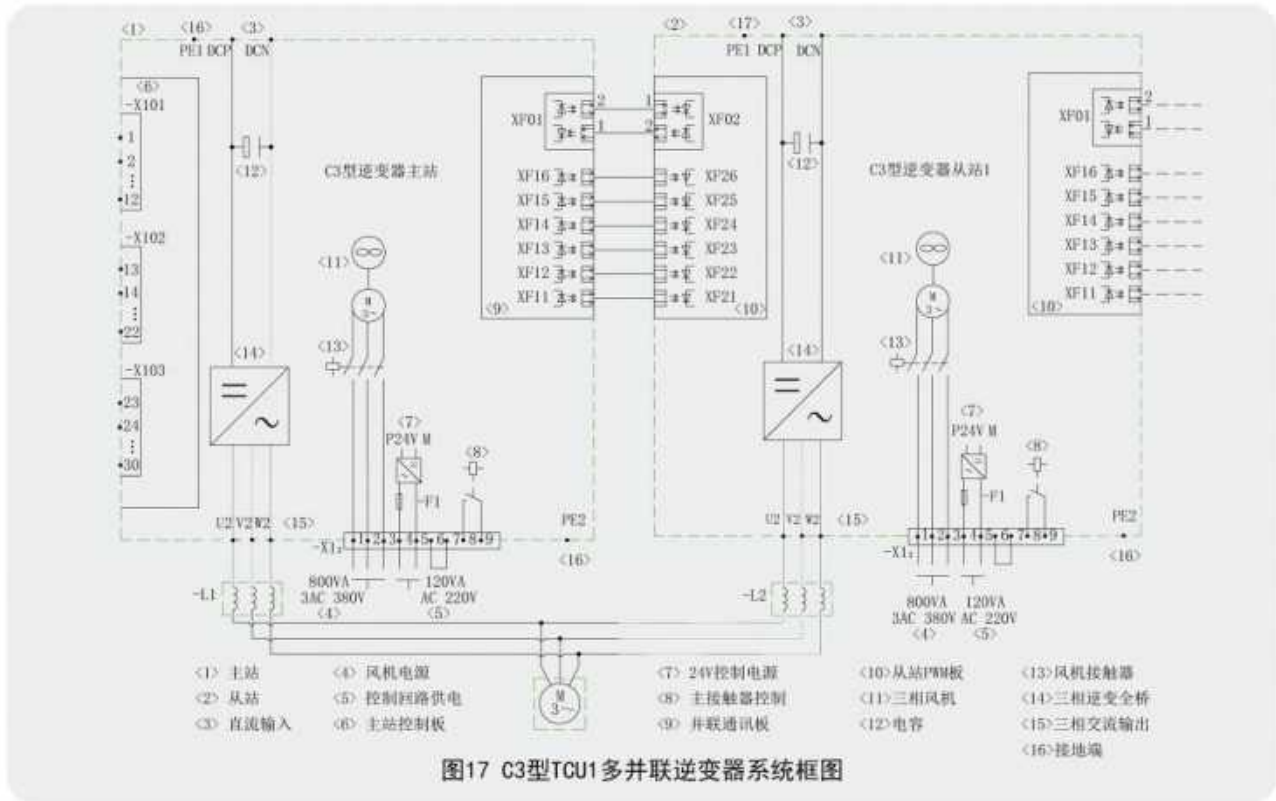 <1> <16> <3> <2> <17> <3>
PE1 DCP DCN PE1 DCP DCN
<6>
-X101
1
2
12
<12>
C3型逆变器主站
XF01
2 1
1 2
XF02
XF16 XF26
XF15 XF25
XF14 XF24
XF13 XF23
XF12 XF22
XF11 XF21
<9> <10>
<12>
C3型逆变器从站1
XF01
2
1
XF16
XF15
XF14
XF13
XF12
XF11
<10>
-X102
13
14
22
<11>
M
3~
<13>
<14>
-X103
23
24
30
<7>
P24V M
<8>
-F1
U2 V2 W2 <15>
PE2
-X1: 1 2 3 4 5 6 7 8 9
<16>
-L1
800VA 120VA
3AC 380V AC 220V
<4> <5>
<11>
M
3~
<13>
<14>
<7>
P24V M
<8>
-F1
U2 V2 W2 <15>
PE2
-X1: 1 2 3 4 5 6 7 8 9
<16>
-L2
800VA 120VA
3AC 380V AC 220V
<4> <5>
M
3~
<1> 主站 <4> 风机电源 <7> 24V控制电源 <10>从站PWM板 <13>风机接触器
<2> 从站 <5> 控制回路供电 <8> 主接触器控制 <11>三相风机 <14>三相逆变全桥
<3> 直流输入 <6> 主站控制板 <9> 并联通讯板 <12>电容 <15>三相交流输出
<16>接地端
图17 C3型TCU1多并联逆变器系统框图